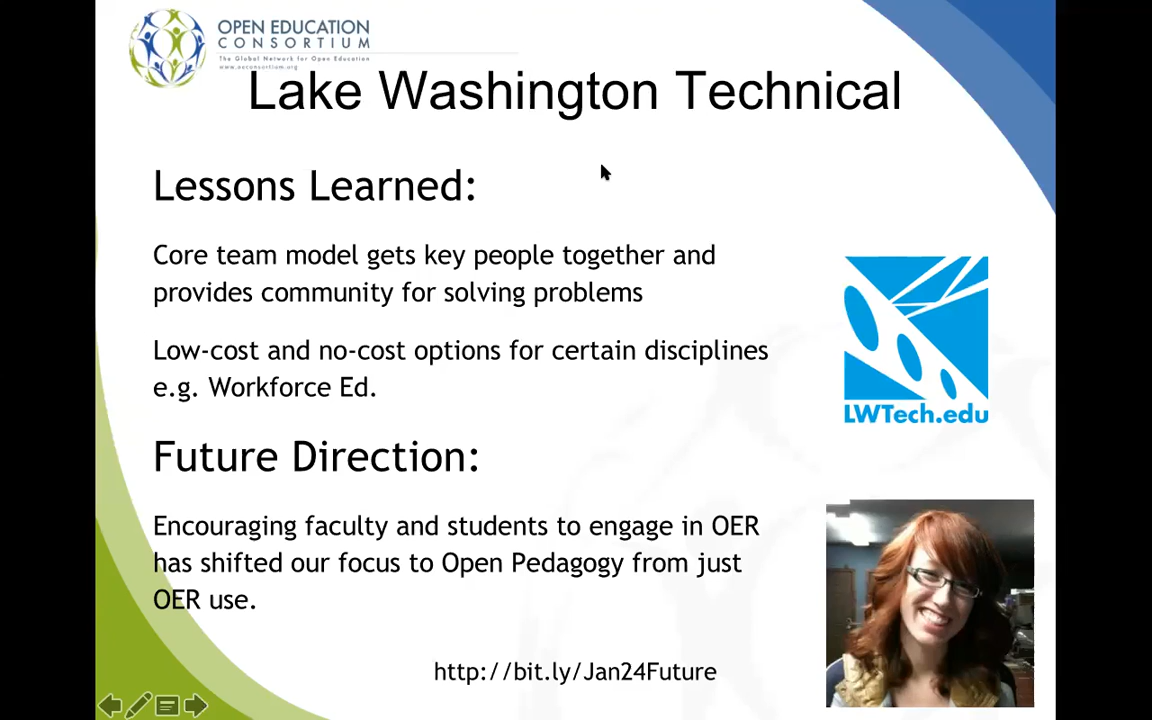 OPEN EDUCATION
CONSORTIUM
The Global Network for Open Education
www.oeconsortium.org
Lake Washington Technical
Lessons Learned:
Core team model gets key people together and
provides community for solving problems
Low-cost and no-cost options for certain disciplines
e.g. Workforce Ed.
LWTech.edu
Future Direction:
Encouraging faculty and students to engage in OER
has shifted our focus to Open Pedagogy from just
OER use.
http://bit.ly/Jan24Future